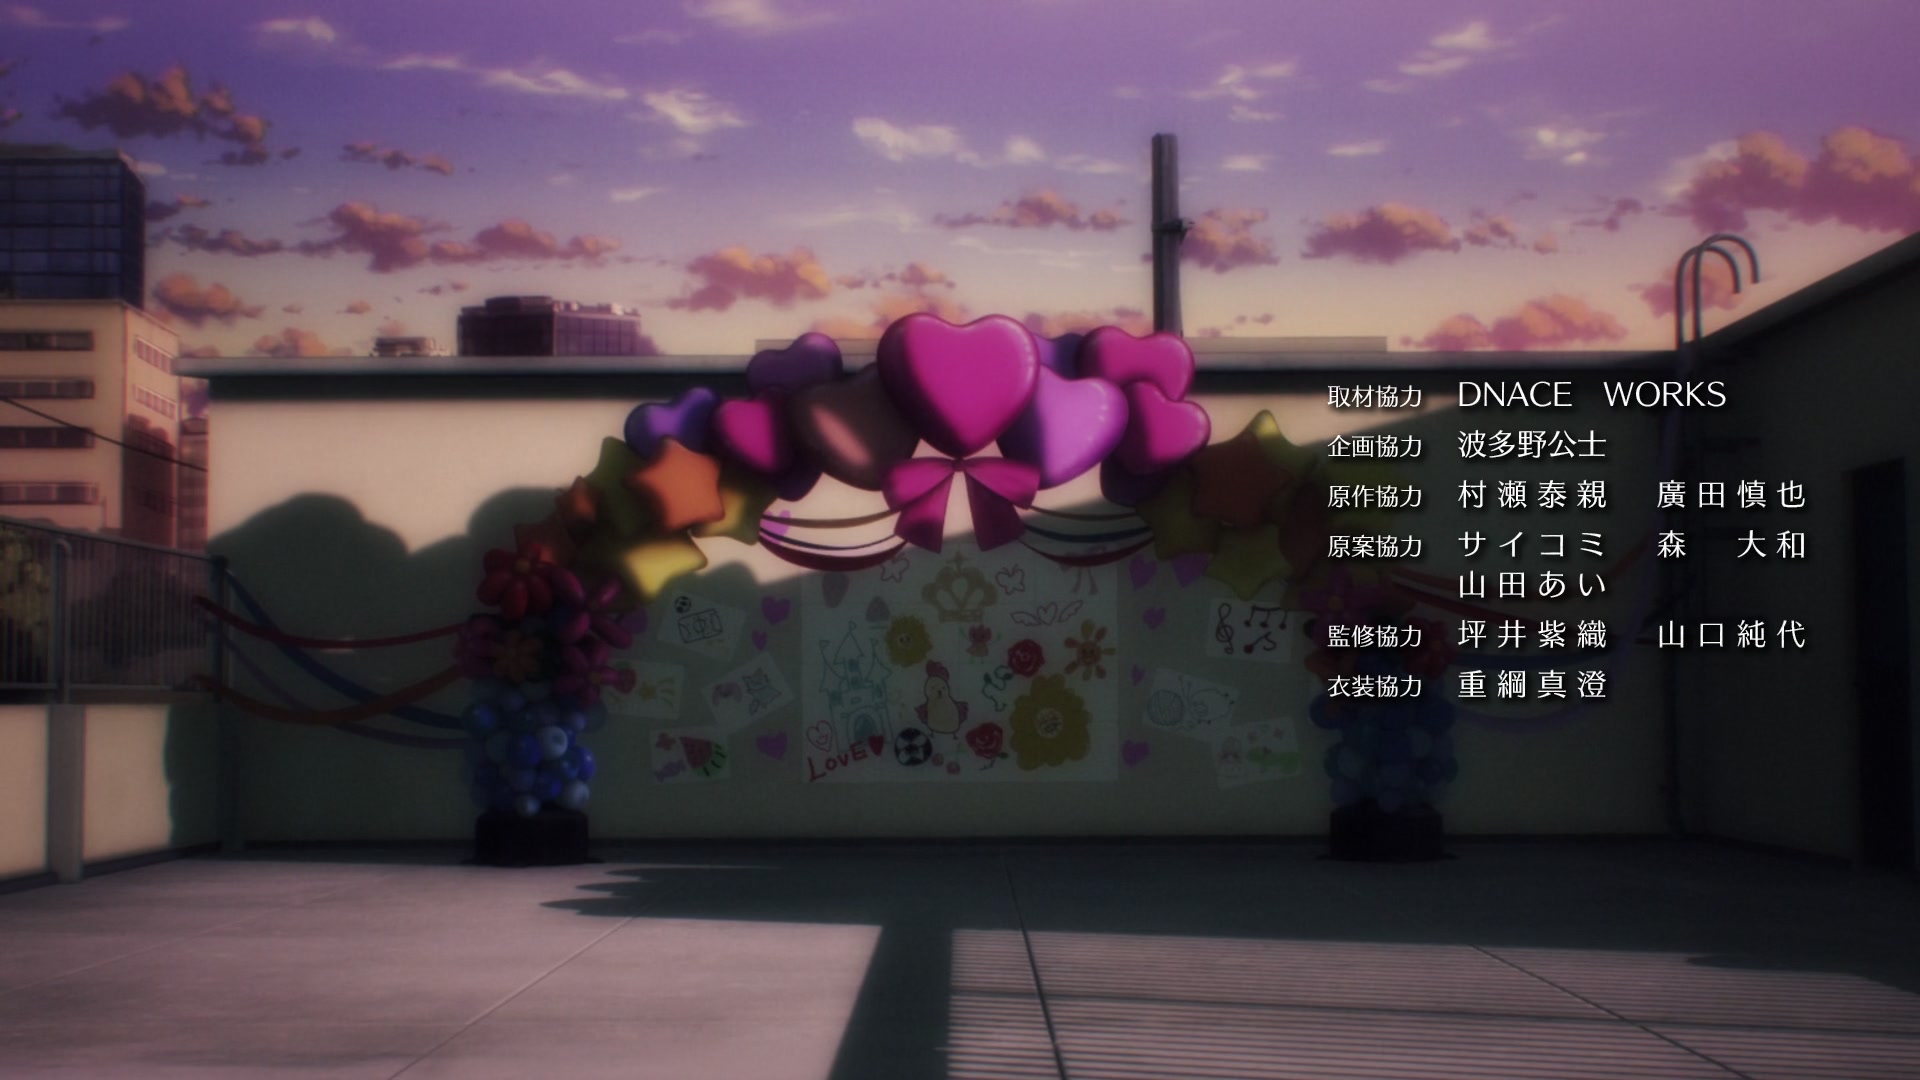 取材協力 DNACE WORKS
企画協力 波多野公士
原作協力 村瀬泰親 廣田慎也
原案協力 サイコミ 森 大和
山田あい
監修協力 坪井紫織 山口純代
衣装協力 重綱真澄
LOVE